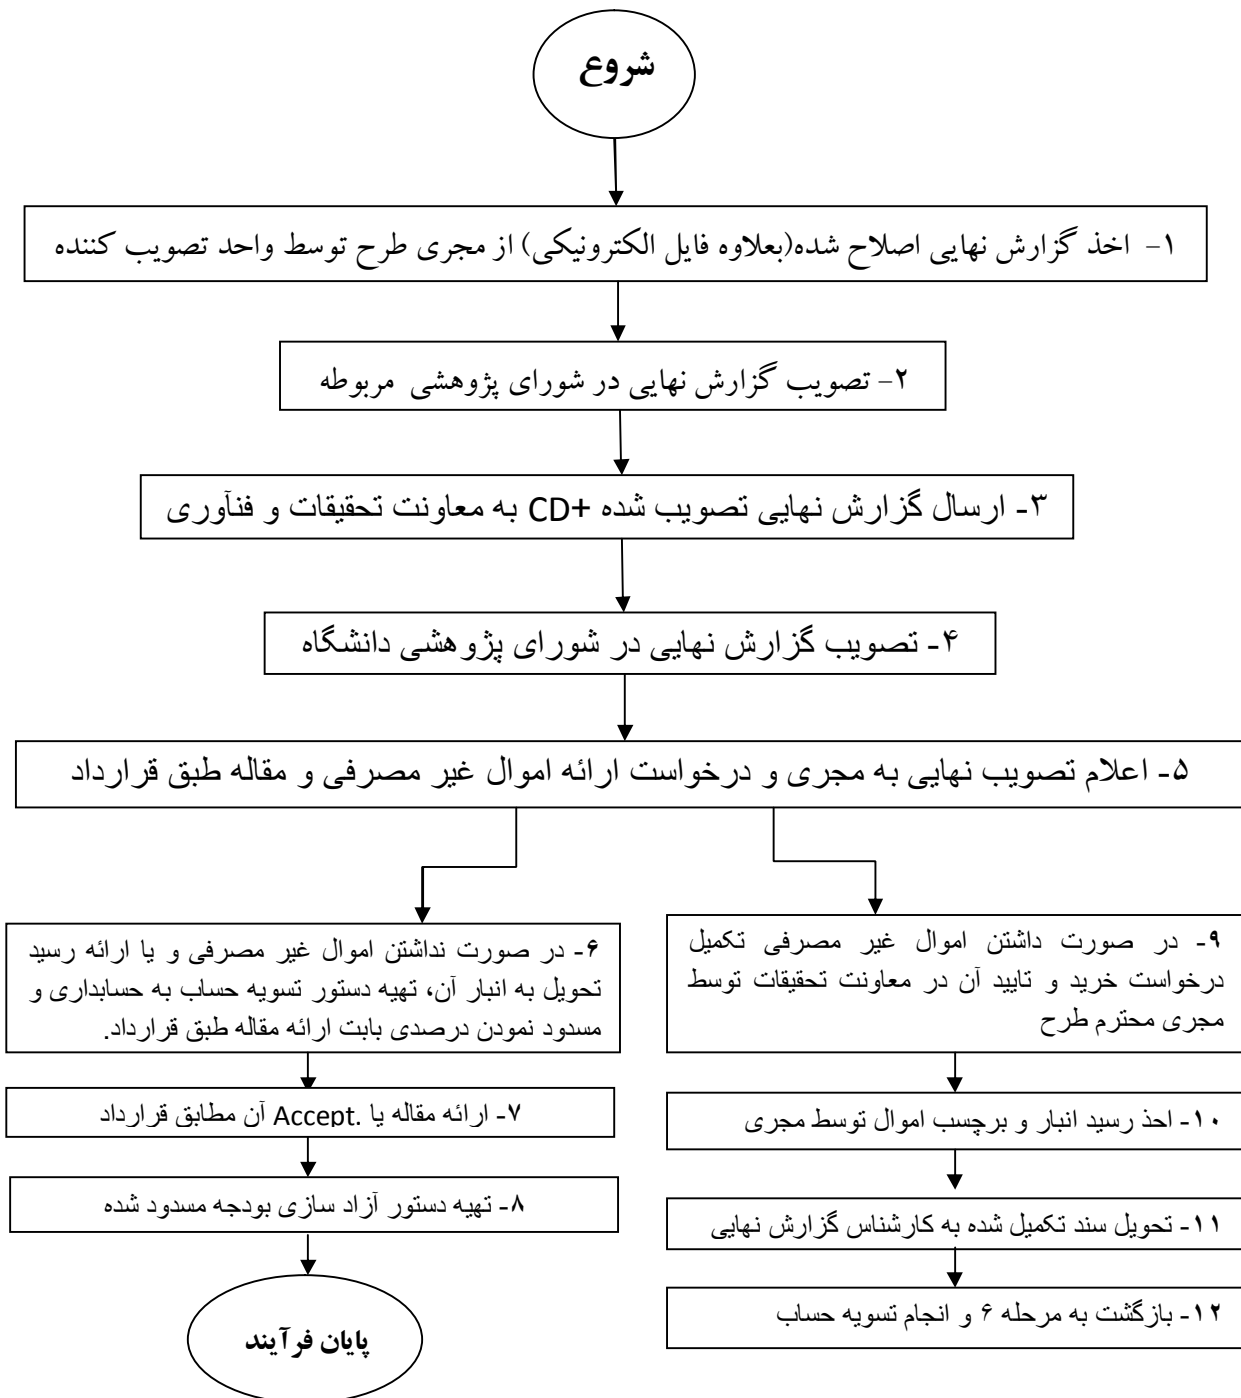 شروع
۱- اخذ گزارش نهایی اصلاح شده(بعلاوه فایل الکترونیکی) از مجری طرح توسط واحد تصویب کننده
۲- تصویب گزارش نهایی در شورای پژوهشی مربوطه
۳- ارسال گزارش نهایی تصویب شده +CD به معاونت تحقیقات و فنآوری
۴- تصویب گزارش نهایی در شورای پژوهشی دانشگاه
۵- اعلام تصویب نهایی به مجری و درخواست ارائه اموال غیر مصرفی و مقاله طبق قرارداد
۶- در صورت نداشتن اموال غیر مصرفی و یا ارائه رسید
تحویل به انبار آن، تهیه دستور تسویه حساب به حسابداری و
مسدود نمودن درصدی بابت ارائه مقاله طبق قرارداد.
۷- ارائه مقاله یا Accept. آن مطابق قرارداد
۸- تهیه دستور آزاد سازی بودجه مسدود شده
پایان فرآیند
۹- در صورت داشتن اموال غیر مصرفی تکمیل
درخواست خرید و تایید آن در معاونت تحقیقات توسط
مجری محترم طرح
۱۰- احذ رسید انبار و برچسب اموال توسط مجری
۱۱- تحویل سند تکمیل شده به کارشناس گزارش نهایی
۱۲- بازگشت به مرحله ۶ و انجام تسویه حساب